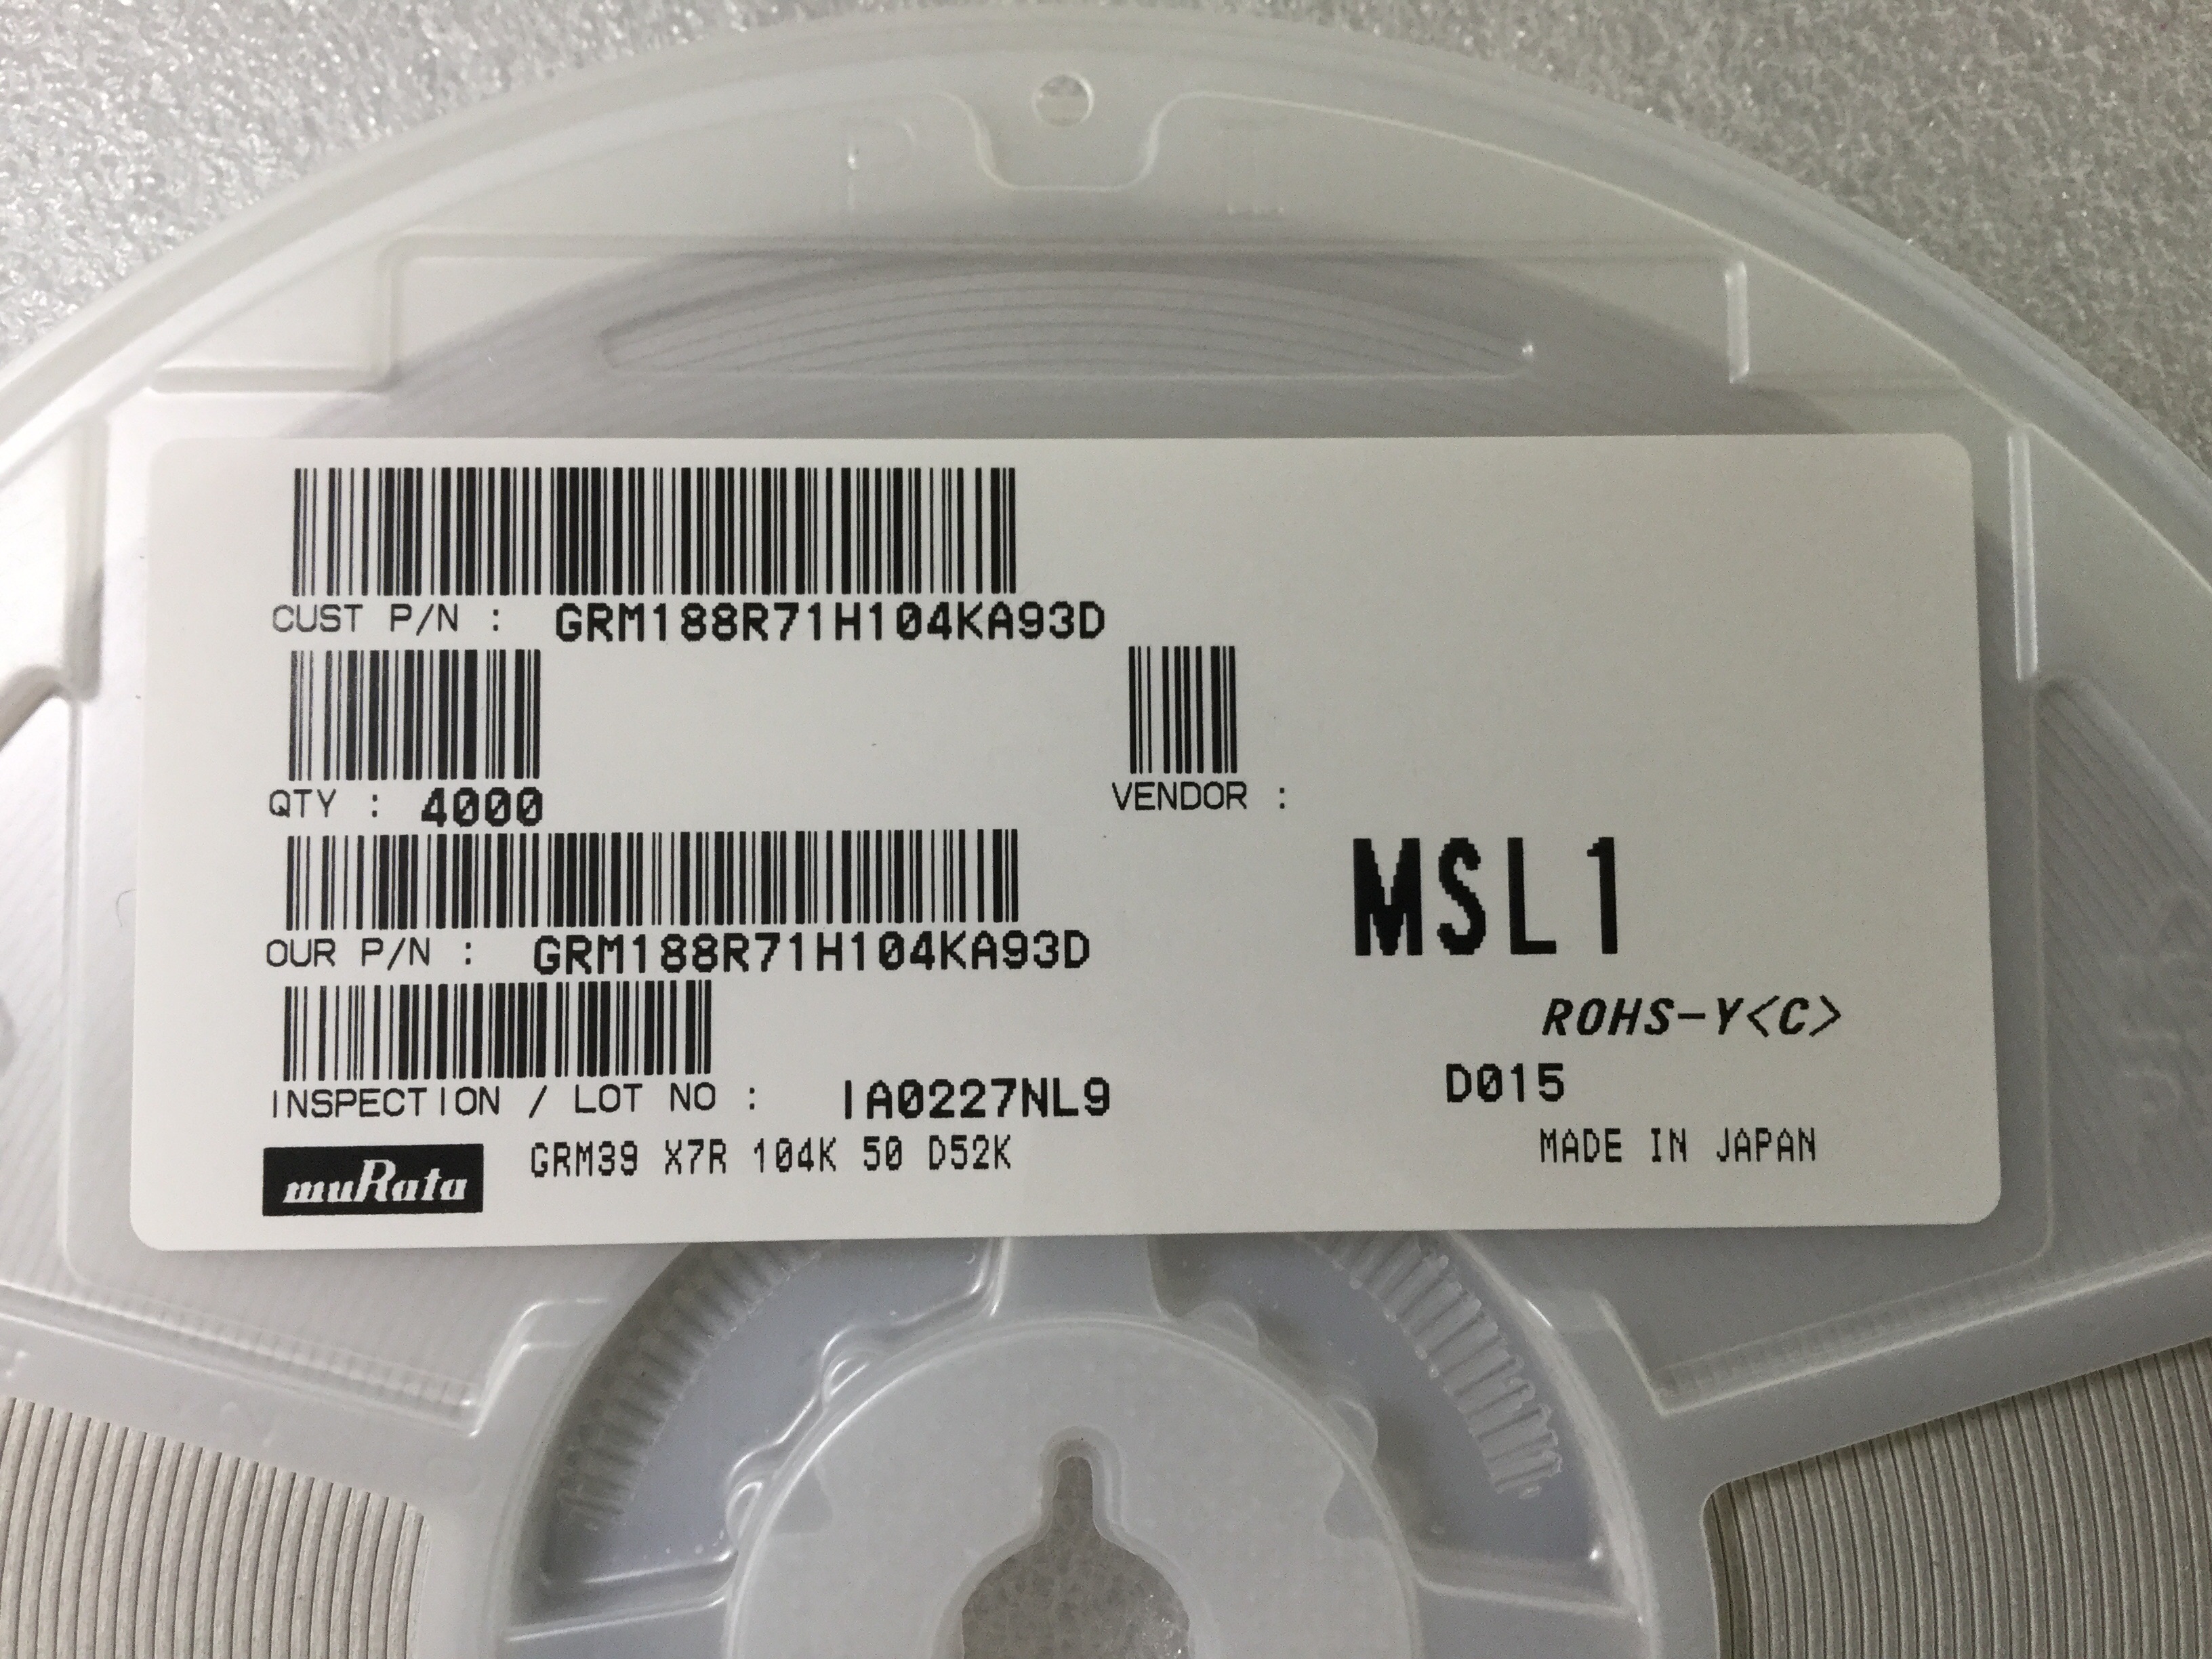 P T
CUST P/N : GRM188R71H104KA93D
QTY : 4000
VENDOR :
OUR P/N : GRM188R71H104KA93D
MSL1
ROHS-Y<C>
INSPECTION / LOT NO : IA0227NL9
D015
muRata
GRM39 X7R 104K 50 D52K
MADE IN JAPAN